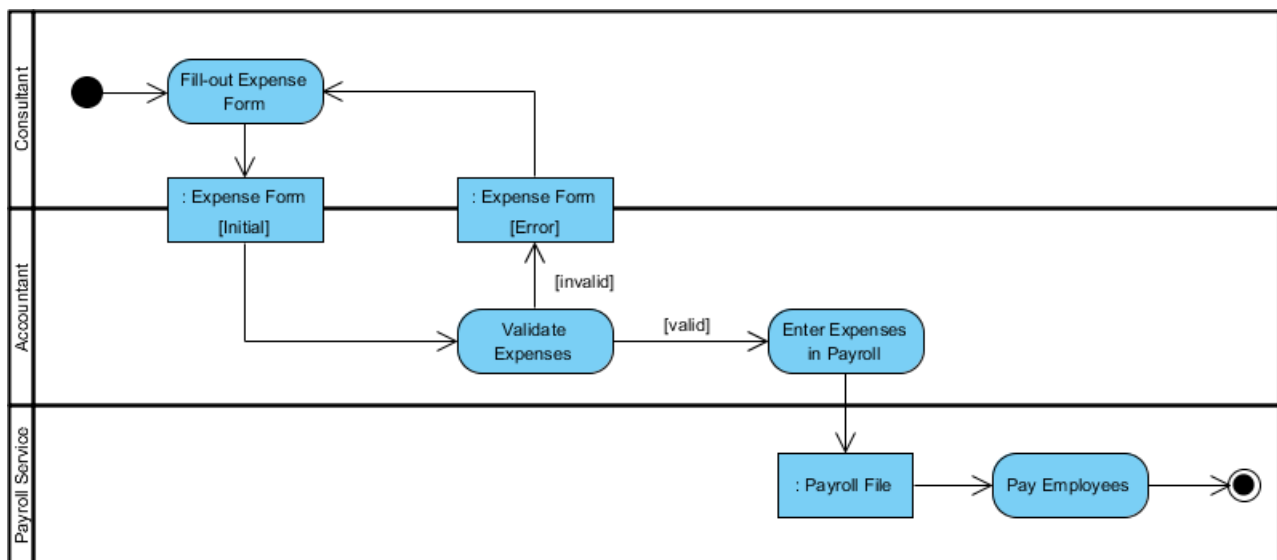 Consultant
Fill-out Expense
Form
: Expense Form
[Initial]
: Expense Form
[Error]
Accountant
[invalid]
Validate
Expenses
[valid]
Enter Expenses
in Payroll
Payroll Service
: Payroll File
Pay Employees